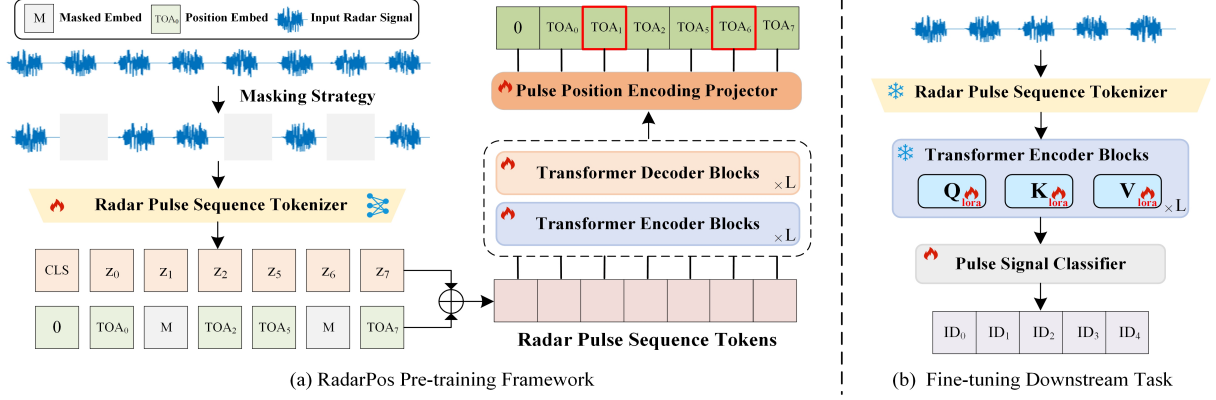 M Masked Embed TOA₀ Position Embed Input Radar Signal
Masking Strategy
Radar Pulse Sequence Tokenizer
CLS z₀ z₁ z₂ z₅ z₆ z₇
0 TOA₀ M TOA₂ TOA₅ M TOA₇
0 TOA₀ TOA₁ TOA₂ TOA₅ TOA₆ TOA₇
Pulse Position Encoding Projector
Transformer Decoder Blocks ×L
Transformer Encoder Blocks ×L
Radar Pulse Sequence Tokens
(a) RadarPos Pre-training Framework
Radar Pulse Sequence Tokenizer
Transformer Encoder Blocks
Q lora K lora V lora ×L
Pulse Signal Classifier
ID₀ ID₁ ID₂ ID₃ ID₄
(b) Fine-tuning Downstream Task